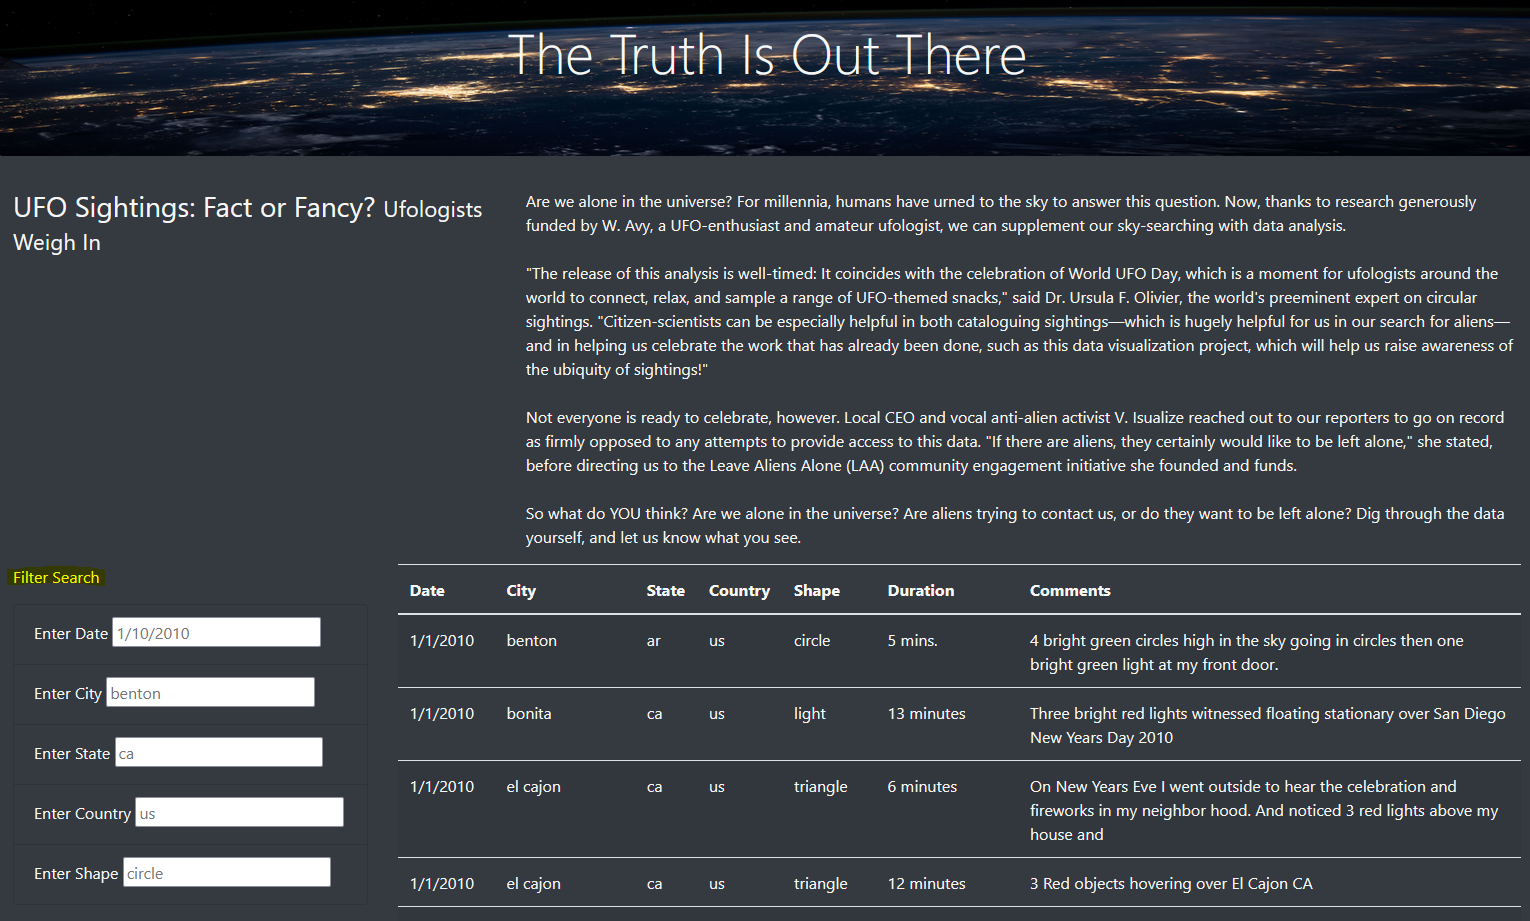 The Truth Is Out There
UFO Sightings: Fact or Fancy? Ufologists
Weigh In
Are we alone in the universe? For millennia, humans have urned to the sky to answer this question. Now, thanks to research generously
funded by W. Avy, a UFO-enthusiast and amateur ufologist, we can supplement our sky-searching with data analysis.
"The release of this analysis is well-timed: It coincides with the celebration of World UFO Day, which is a moment for ufologists around the
world to connect, relax, and sample a range of UFO-themed snacks," said Dr. Ursula F. Olivier, the world's preeminent expert on circular
sightings. "Citizen-scientists can be especially helpful in both cataloguing sightings—which is hugely helpful for us in our search for aliens—
and in helping us celebrate the work that has already been done, such as this data visualization project, which will help us raise awareness of
the ubiquity of sightings!"
Not everyone is ready to celebrate, however. Local CEO and vocal anti-alien activist V. Isualize reached out to our reporters to go on record
as firmly opposed to any attempts to provide access to this data. "If there are aliens, they certainly would like to be left alone," she stated,
before directing us to the Leave Aliens Alone (LAA) community engagement initiative she founded and funds.
So what do YOU think? Are we alone in the universe? Are aliens trying to contact us, or do they want to be left alone? Dig through the data
yourself, and let us know what you see.
Filter Search
Enter Date 1/10/2010
Enter City benton
Enter State ca
Enter Country us
Enter Shape circle
Date City State Country Shape Duration Comments
1/1/2010 benton ar us circle 5 mins. 4 bright green circles high in the sky going in circles then one
bright green light at my front door.
1/1/2010 bonita ca us light 13 minutes Three bright red lights witnessed floating stationary over San Diego
New Years Day 2010
1/1/2010 el cajon ca us triangle 6 minutes On New Years Eve I went outside to hear the celebration and
fireworks in my neighbor hood. And noticed 3 red lights above my
house and
1/1/2010 el cajon ca us triangle 12 minutes 3 Red objects hovering over El Cajon CA